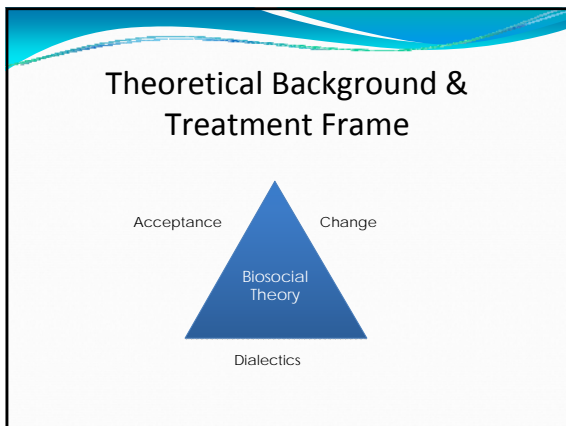 Theoretical Background &
Treatment Frame
Acceptance
Change
Biosocial
Theory
Dialectics